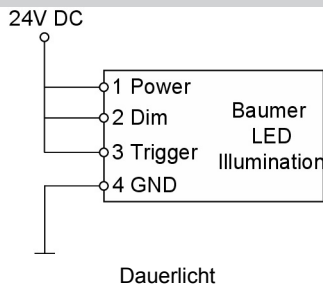 24V DC
1 Power
2 Dim
3 Trigger
4 GND
Baumer
LED
Illumination
Dauerlicht